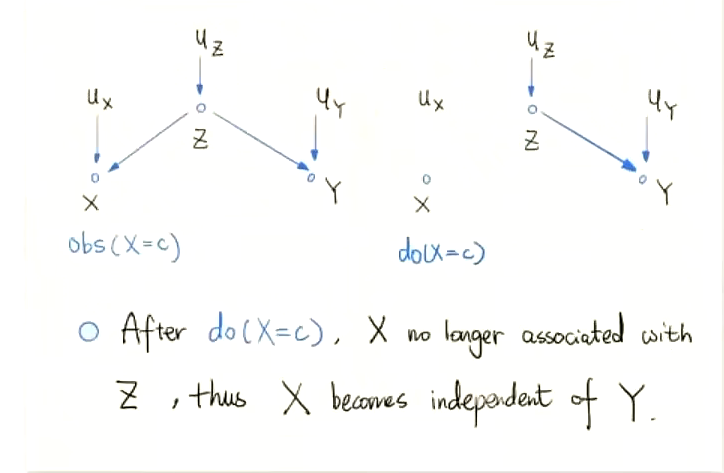 U_Z U_Z
U_X U_Y U_X U_Y
Z Z
X Y X Y
obs(X=c) do(X=c)
After do(X=c), X no longer associated with
Z, thus X becomes independent of Y.